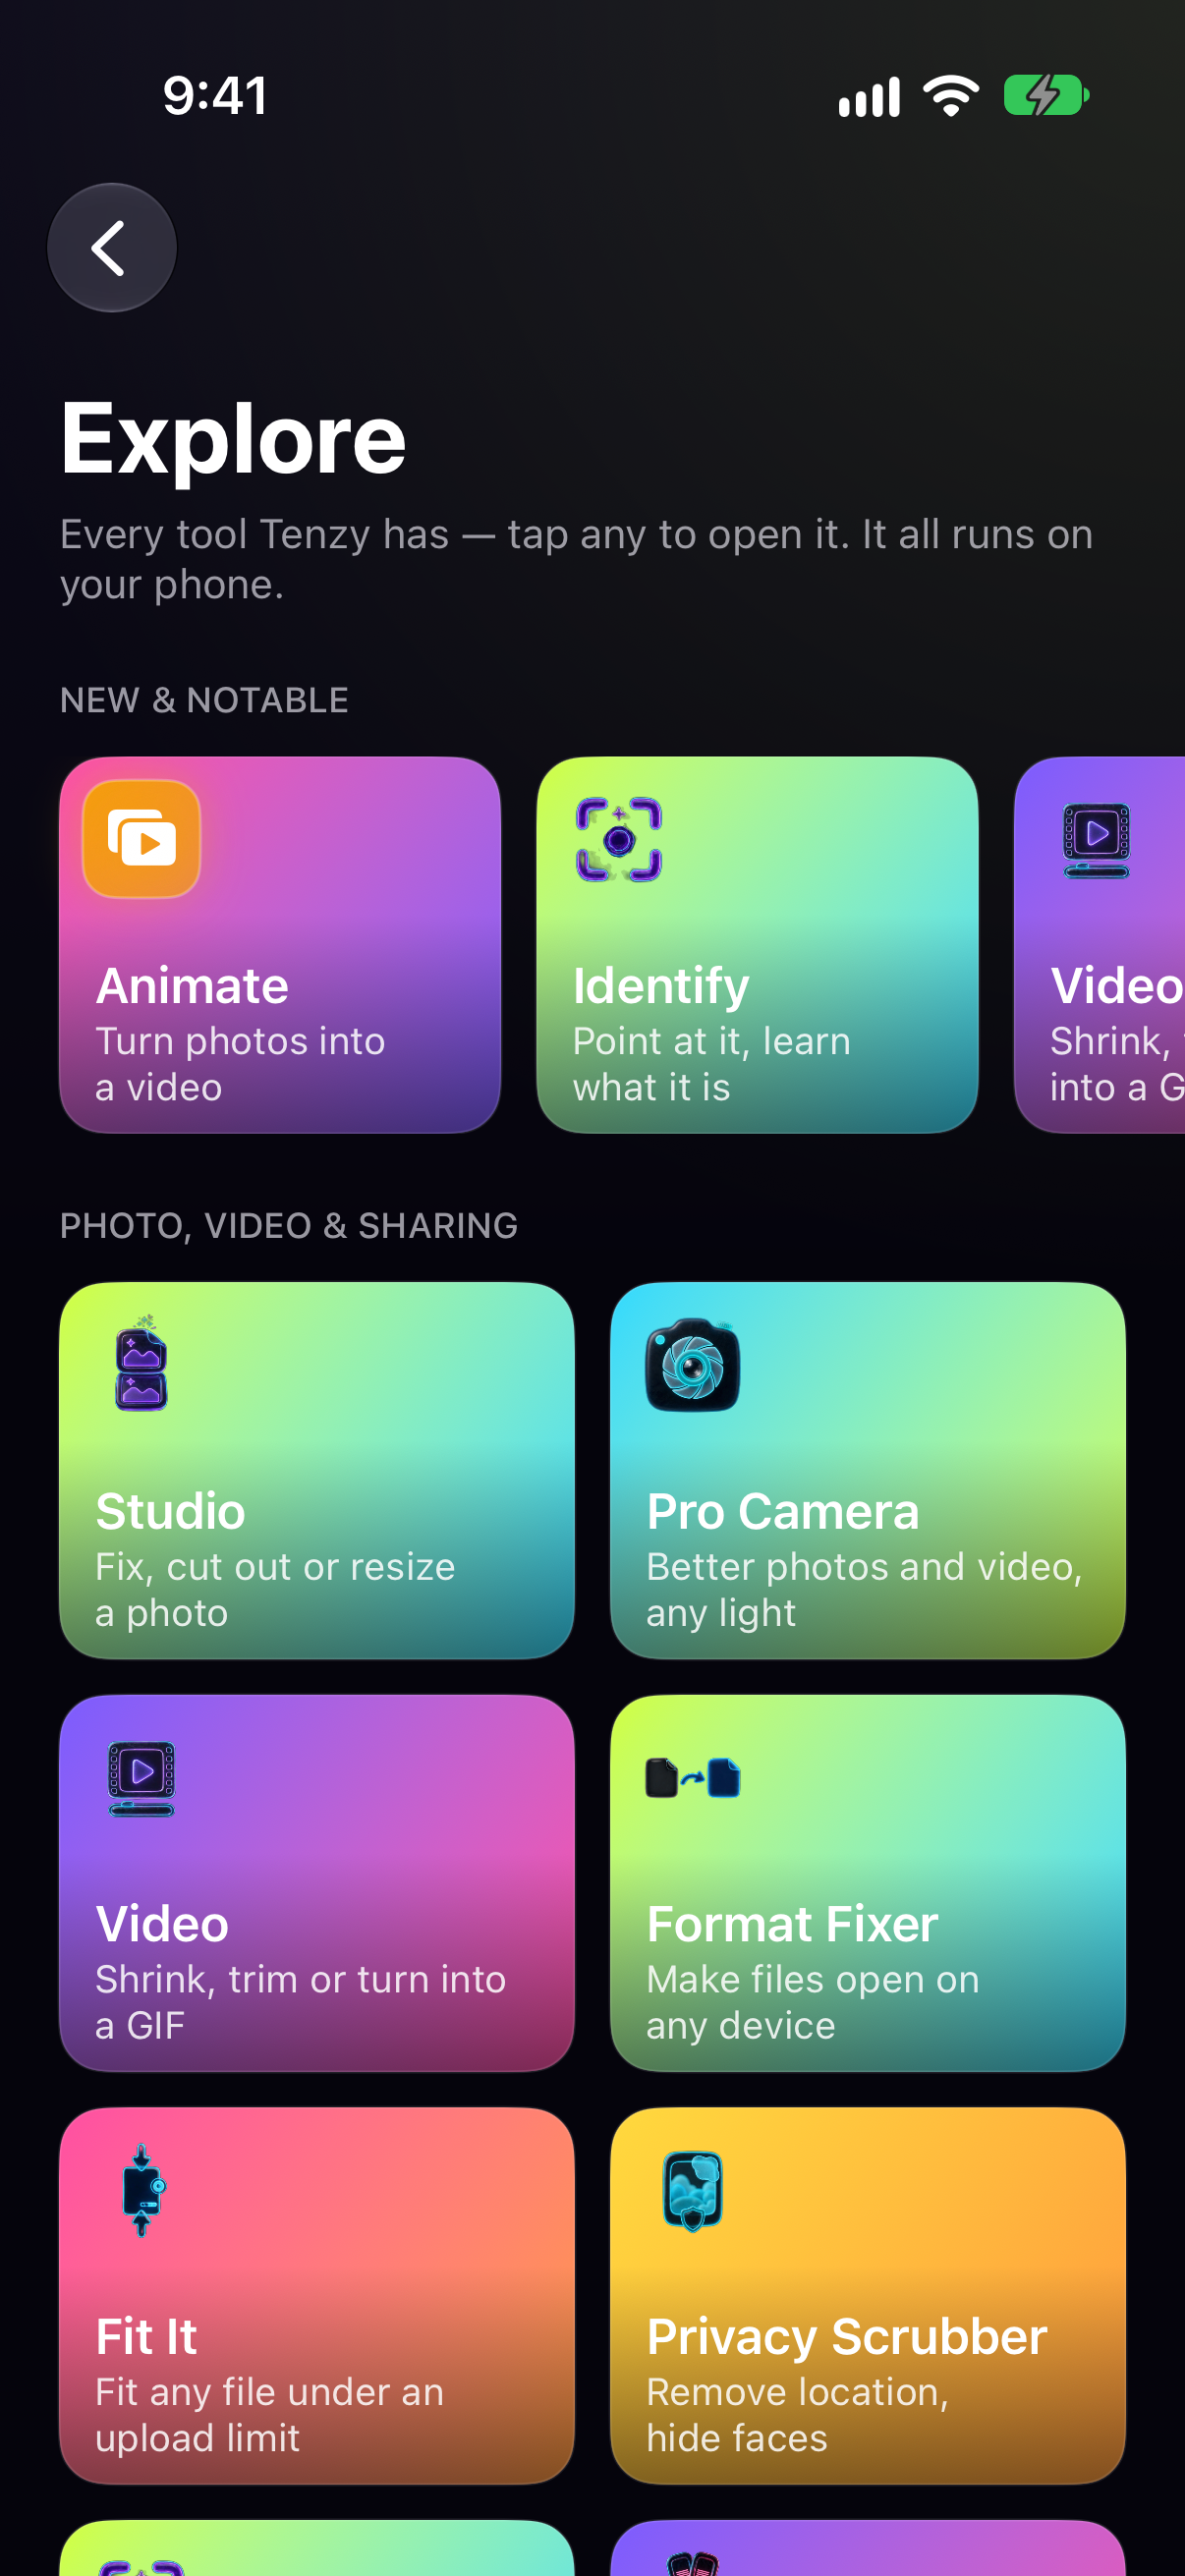 9:41
Explore
Every tool Tenzy has — tap any to open it. It all runs on
your phone.
NEW & NOTABLE
Animate
Turn photos into
a video
Identify
Point at it, learn
what it is
Video
Shrink,
into a G
PHOTO, VIDEO & SHARING
Studio
Fix, cut out or resize
a photo
Pro Camera
Better photos and video,
any light
Video
Shrink, trim or turn into
a GIF
Format Fixer
Make files open on
any device
Fit It
Fit any file under an
upload limit
Privacy Scrubber
Remove location,
hide faces